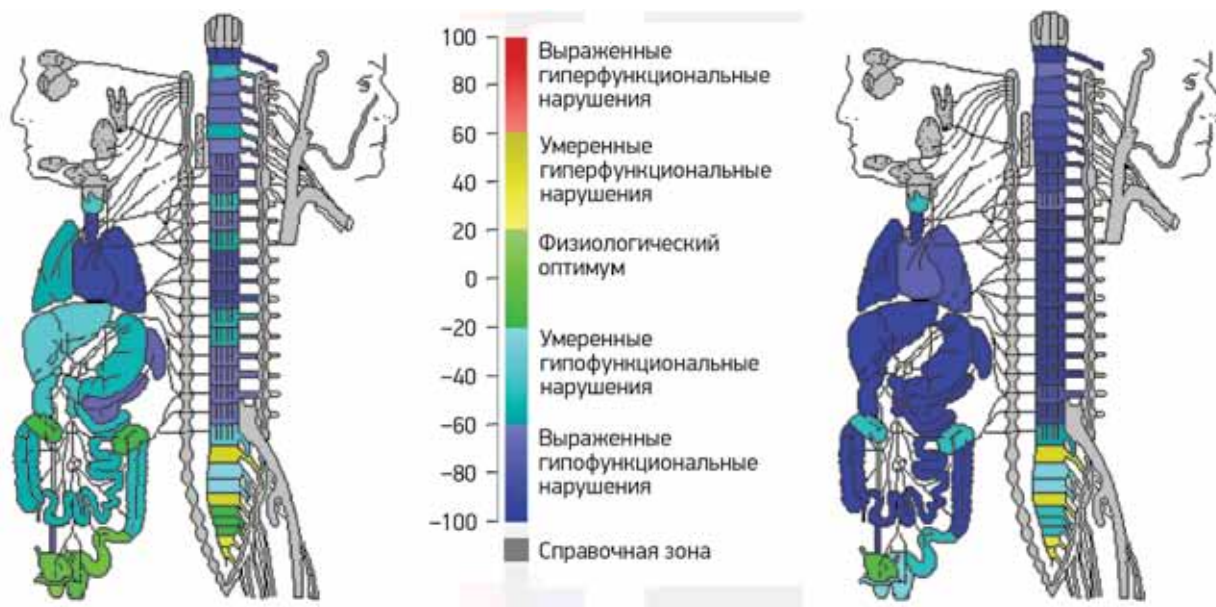 100
80
60
40
20
0
−20
−40
−60
−80
−100
Выраженные
гиперфункциональные
нарушения
Умеренные
гиперфункциональные
нарушения
Физиологический
оптимум
Умеренные
гипофункциональные
нарушения
Выраженные
гипофункциональные
нарушения
Справочная зона